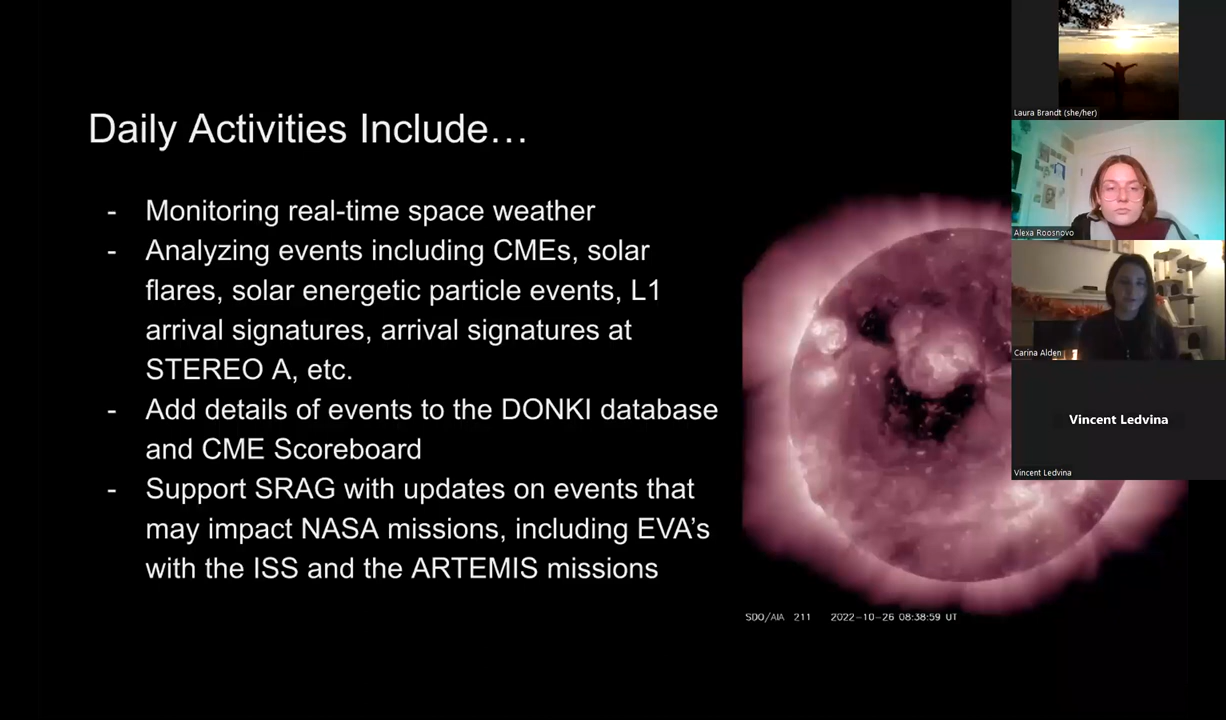 Daily Activities Include…
- Monitoring real-time space weather
- Analyzing events including CMEs, solar
flares, solar energetic particle events, L1
arrival signatures, arrival signatures at
STEREO A, etc.
- Add details of events to the DONKI database
and CME Scoreboard
- Support SRAG with updates on events that
may impact NASA missions, including EVA’s
with the ISS and the ARTEMIS missions
SDO/AIA 211 2022-10-26 08:38:59 UT
Laura Brandt (she/her)
Alexa Roosnovo
Carina Alden
Vincent Ledvina
Vincent Ledvina